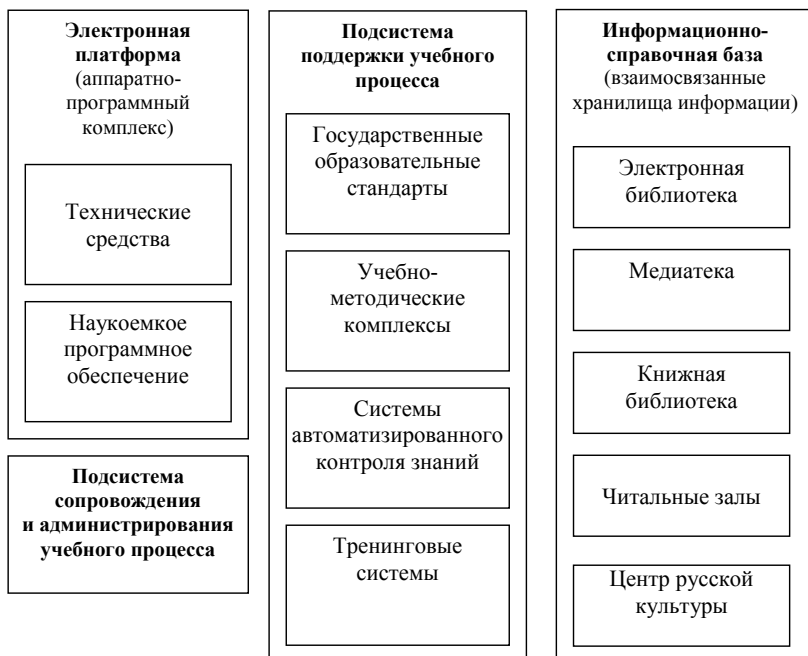 Электронная
платформа
(аппаратно-
программный
комплекс)
Технические
средства
Наукоемкое
программное
обеспечение
Подсистема
сопровождения
и администрирования
учебного процесса
Подсистема
поддержки учебного
процесса
Государственные
образовательные
стандарты
Учебно-
методические
комплексы
Системы
автоматизированного
контроля знаний
Тренинговые
системы
Информационно-
справочная база
(взаимосвязанные
хранилища информации)
Электронная
библиотека
Медиатека
Книжная
библиотека
Читальные залы
Центр русской
культуры